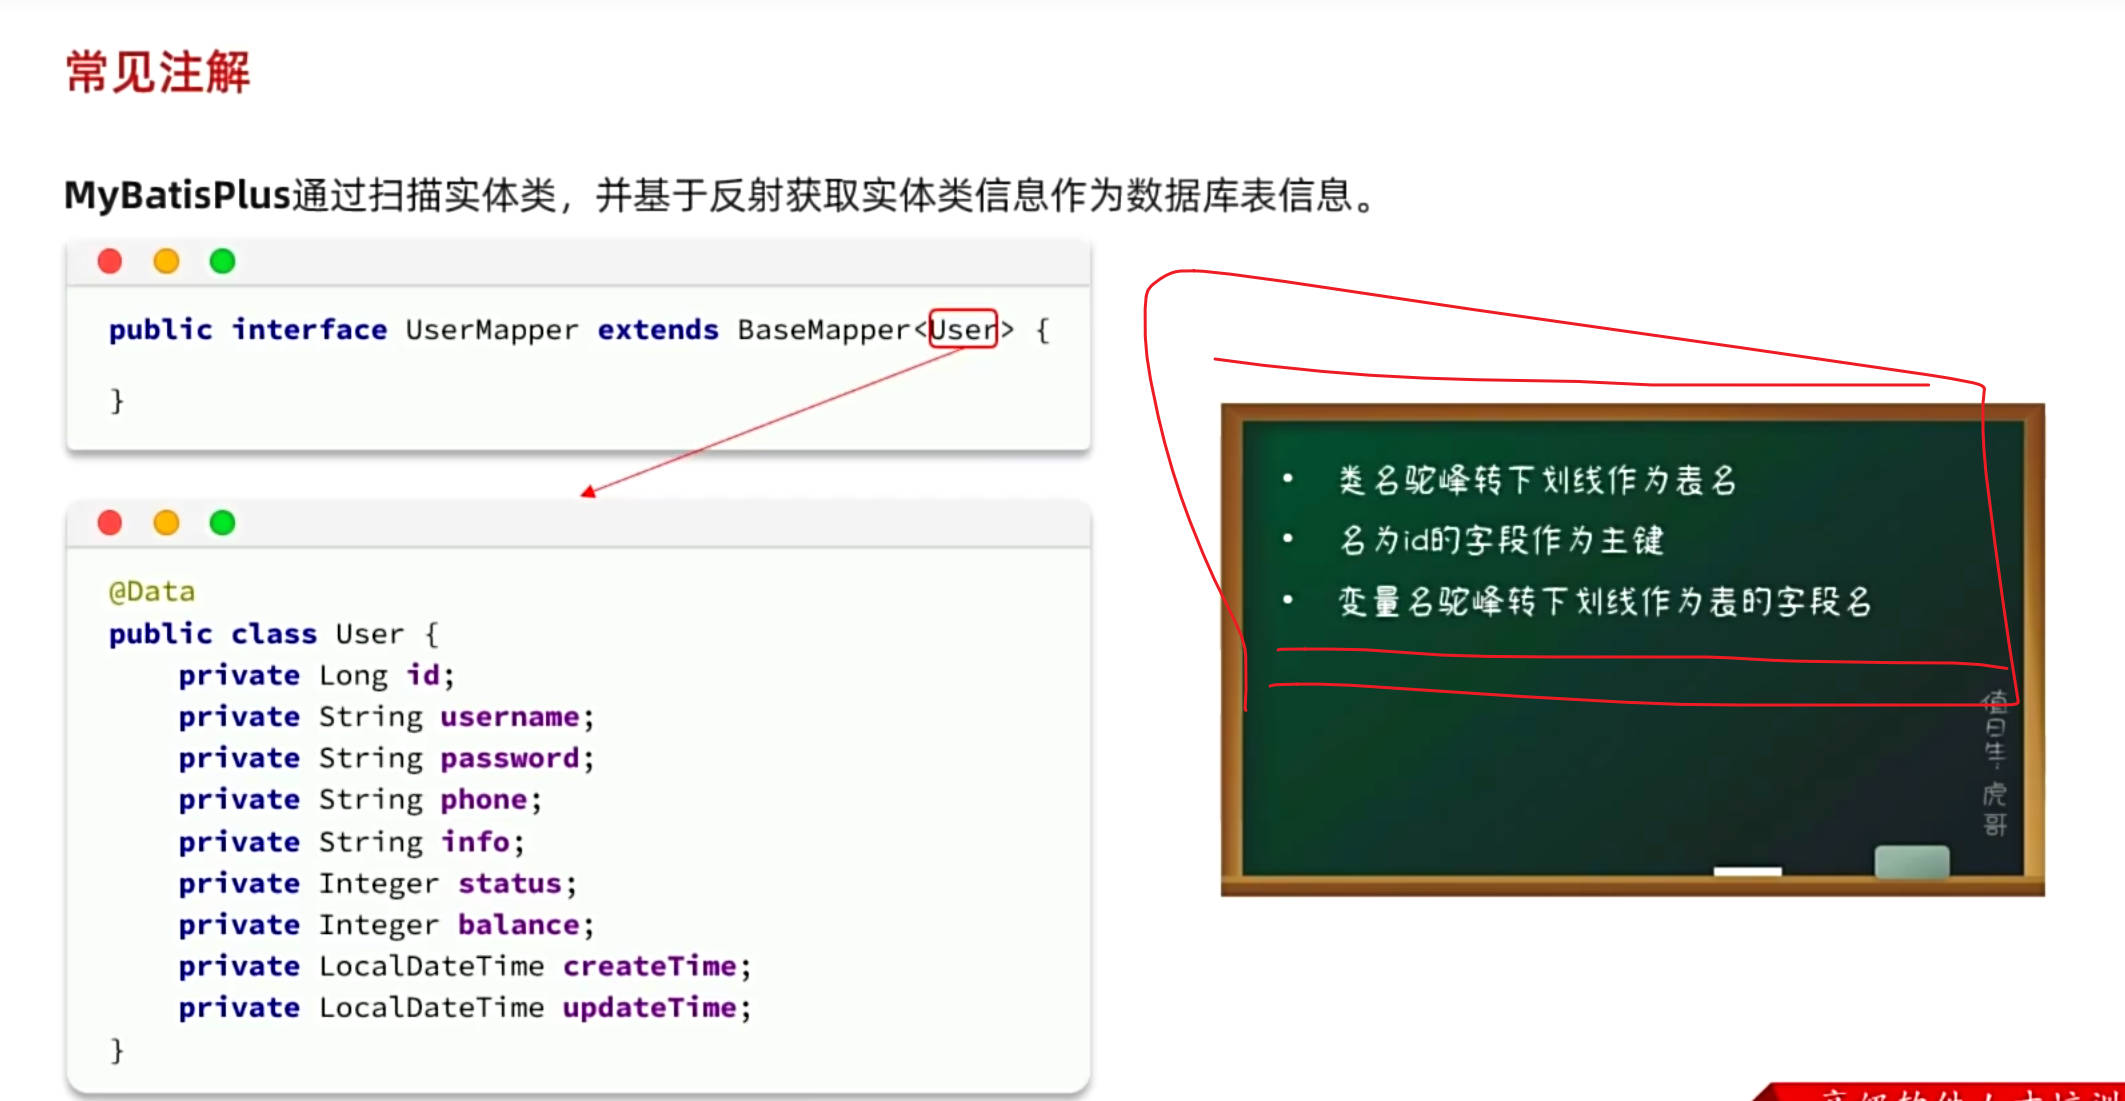 常见注解
MyBatisPlus通过扫描实体类，并基于反射获取实体类信息作为数据库表信息。
public interface UserMapper extends BaseMapper<User> {
}
@Data
public class User {
private Long id;
private String username;
private String password;
private String phone;
private String info;
private Integer status;
private Integer balance;
private LocalDateTime createTime;
private LocalDateTime updateTime;
}
• 类名驼峰转下划线作为表名
• 名为id的字段作为主键
• 变量名驼峰转下划线作为表的字段名
值日生：虎哥